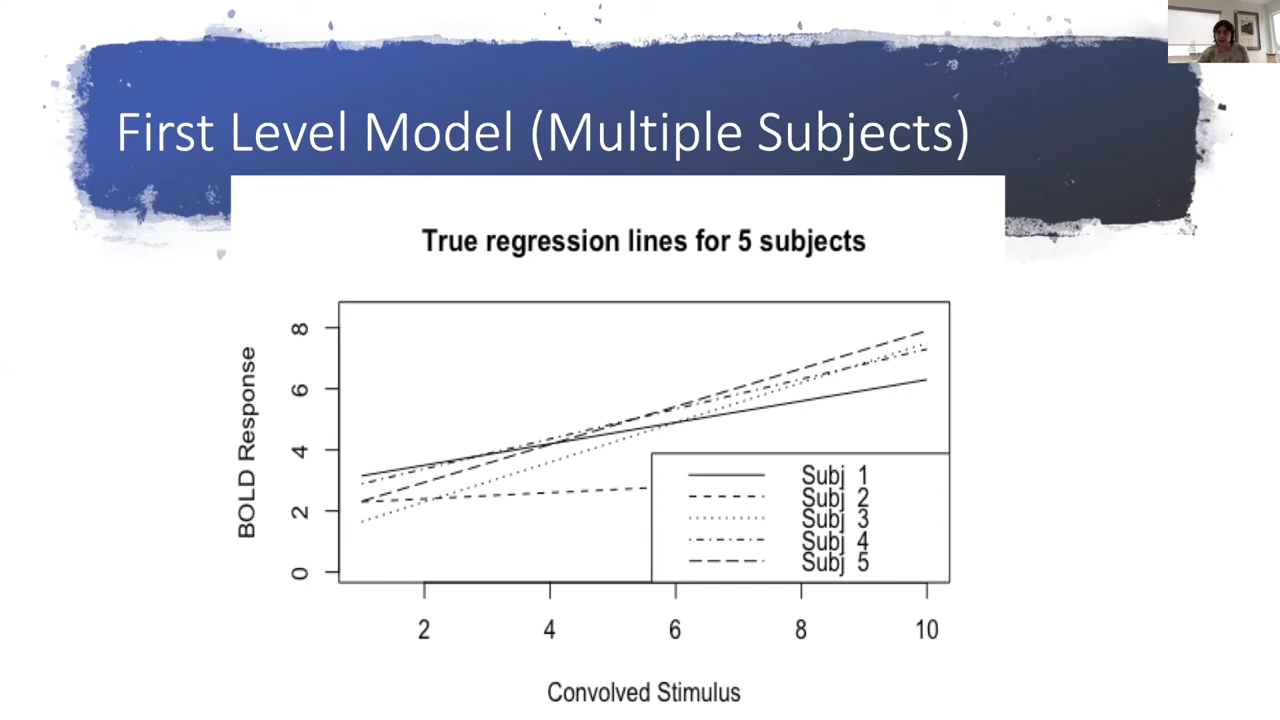 First Level Model (Multiple Subjects)
True regression lines for 5 subjects
BOLD Response
8
6
4
2
0
Subj 1
Subj 2
Subj 3
Subj 4
Subj 5
2 4 6 8 10
Convolved Stimulus